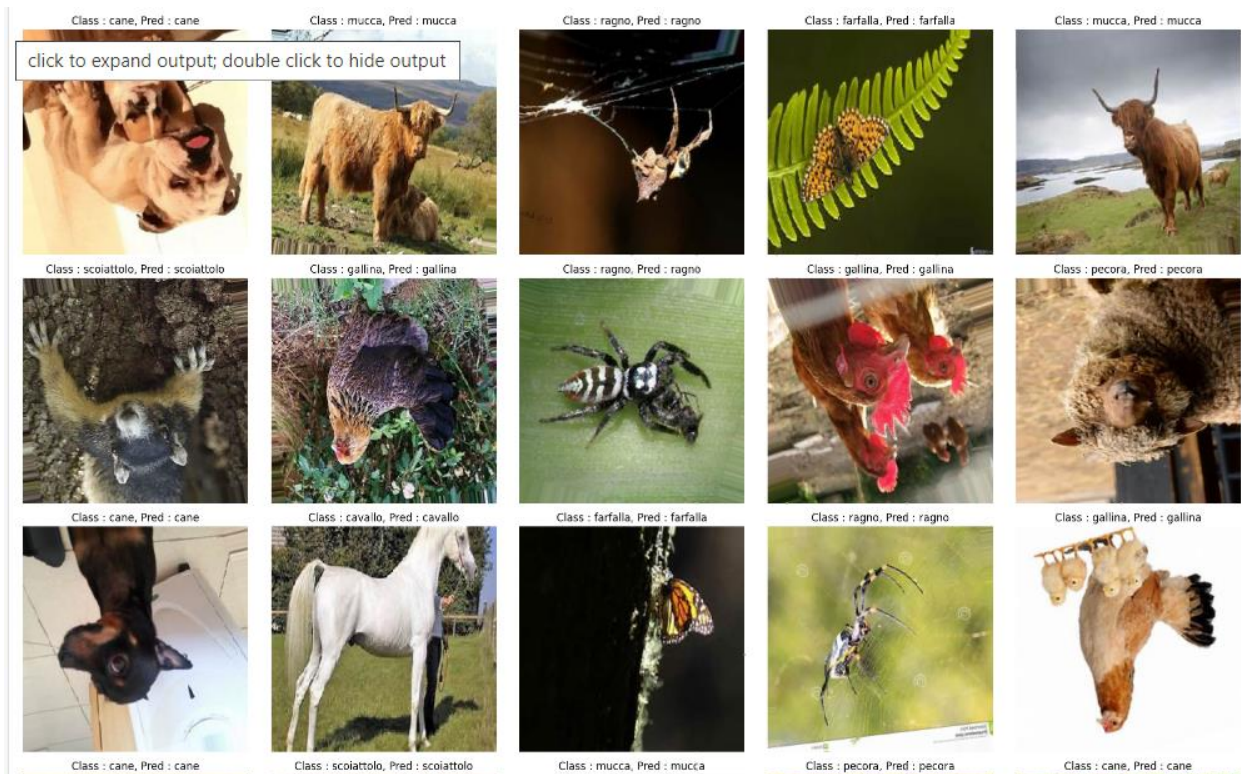 Class : cane, Pred : cane
Class : mucca, Pred : mucca
Class : ragno, Pred : ragno
Class : farfalla, Pred : farfalla
Class : mucca, Pred : mucca
click to expand output; double click to hide output
Class : scoiattolo, Pred : scoiattolo
Class : gallina, Pred : gallina
Class : ragno, Pred : ragno
Class : gallina, Pred : gallina
Class : pecora, Pred : pecora
Class : cane, Pred : cane
Class : cavallo, Pred : cavallo
Class : farfalla, Pred : farfalla
Class : ragno, Pred : ragno
Class : gallina, Pred : gallina
Class : cane, Pred : cane
Class : scoiattolo, Pred : scoiattolo
Class : mucca, Pred : mucca
Class : pecora, Pred : pecora
Class : cane, Pred : cane